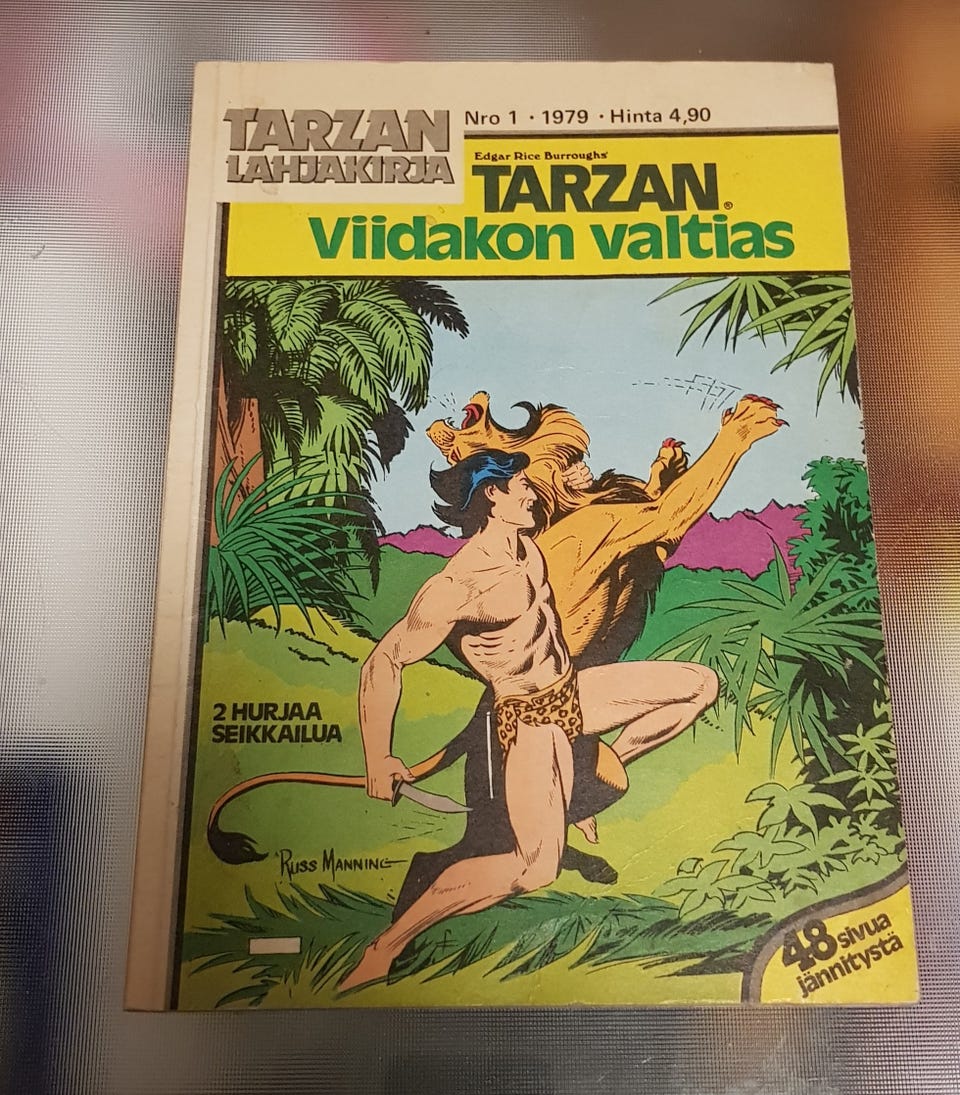 TARZAN
LAHJAKIRJA
Nro 1 · 1979 · Hinta 4,90
Edgar Rice Burroughs'
TARZAN®
Viidakon valtias
2 HURJAA
SEIKKAILUA
RUSS MANNING
48 sivua
jännitystä